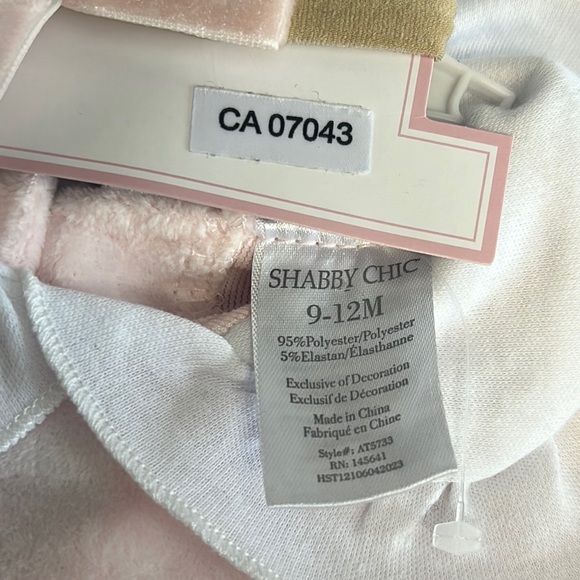 CA 07043
SHABBY CHIC
9-12M
95%Polyester/Polyester
5%Elastan/Élasthanne
Exclusive of Decoration
Exclusif de Décoration
Made in China
Fabriqué en Chine
Style#: AT5733
RN: 145641
HST12106042023